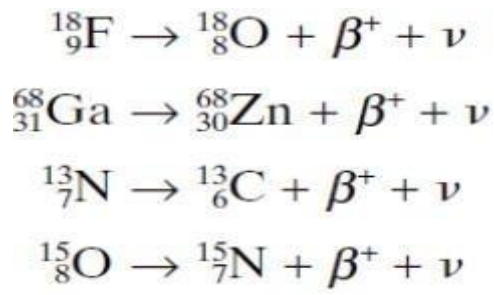 ¹⁸₉F → ¹⁸₈O + β⁺ + ν
⁶⁸₃₁Ga → ⁶⁸₃₀Zn + β⁺ + ν
¹³₇N → ¹³₆C + β⁺ + ν
¹⁵₈O → ¹⁵₇N + β⁺ + ν